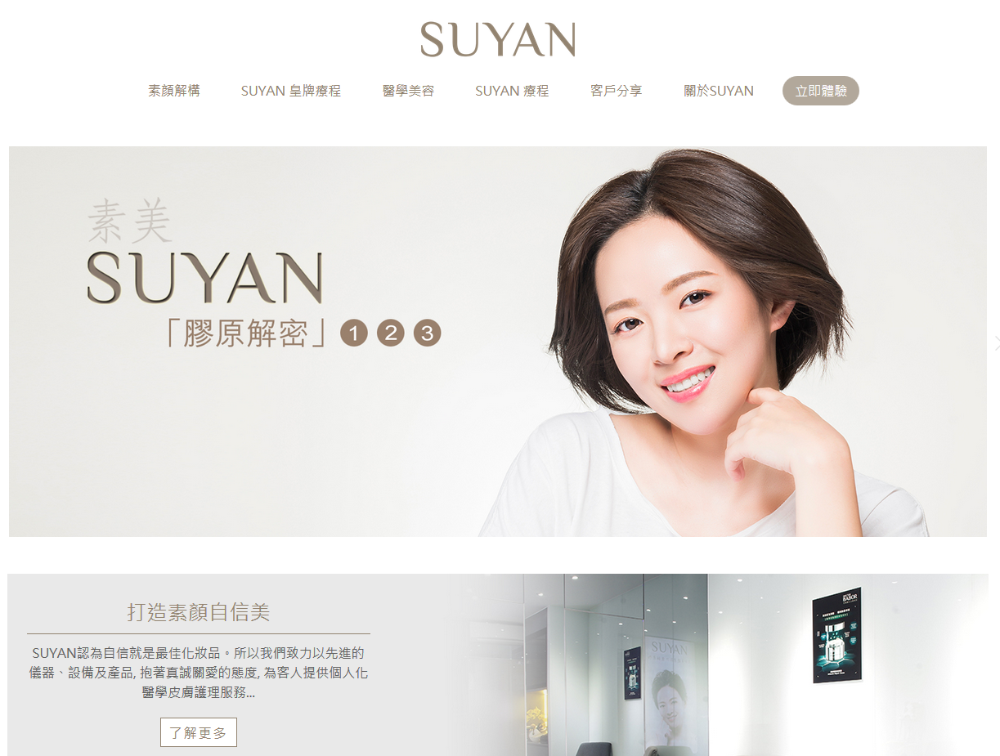 SUYAN
素顏解構
SUYAN 皇牌療程
醫學美容
SUYAN 療程
客戶分享
關於SUYAN
立即體驗
素美
SUYAN
「膠原解密」1 2 3
打造素顏自信美
SUYAN認為自信就是最佳化妝品。所以我們致力以先進的
儀器、設備及產品, 抱著真誠關愛的態度, 為客人提供個人化
醫學皮膚護理服務...
了解更多
SUYAN
BABOR